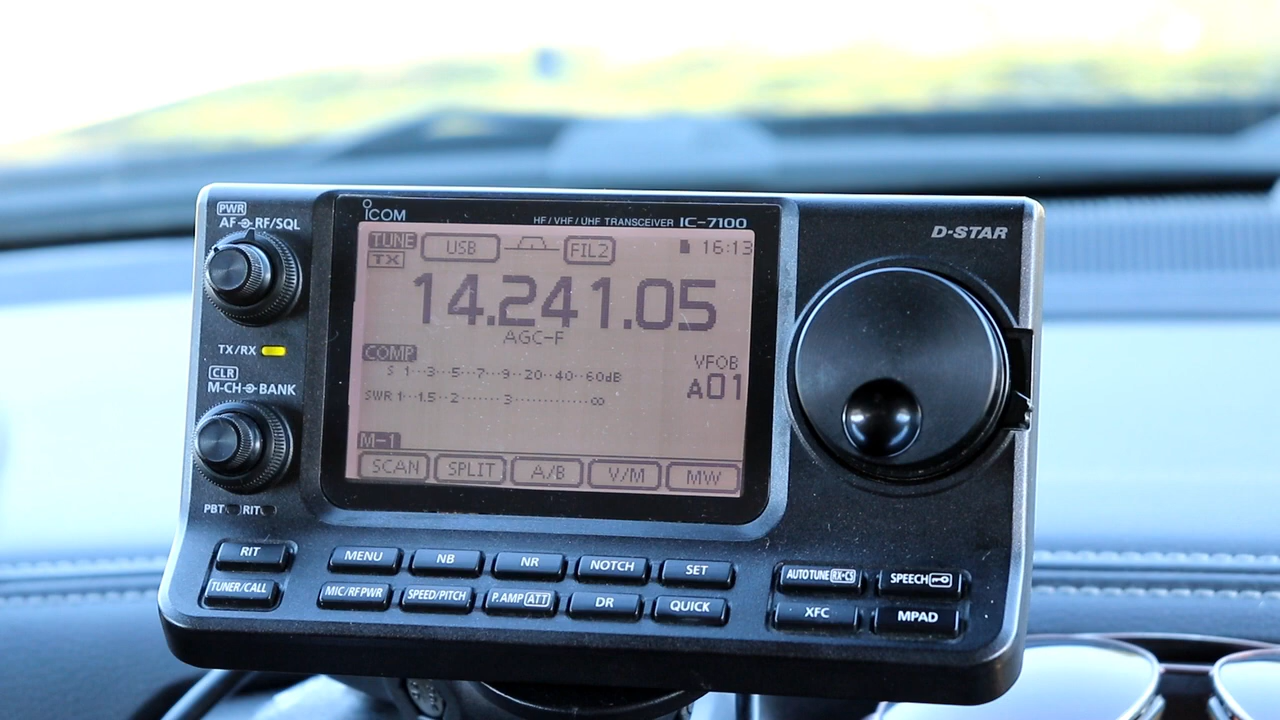 PWR
AF RF/SQL
ICOM
HF/VHF/UHF TRANSCEIVER IC-7100
D-STAR
TUNE USB FIL2 16:13
TX
14.241.05
AGC-F
TX/RX
COMP
S 1··3··5··7··9··20··40··60dB
VFOB
A01
SWR 1··1.5··2····3·······∞
CLR
M-CH BANK
M-1
SCAN SPLIT A/B V/M MW
PBT RIT
RIT MENU NB NR NOTCH SET AUTOTUNE RX-CS SPEECH
TUNER/CALL MIC/RF PWR SPEED/PITCH P.AMP ATT DR QUICK XFC MPAD